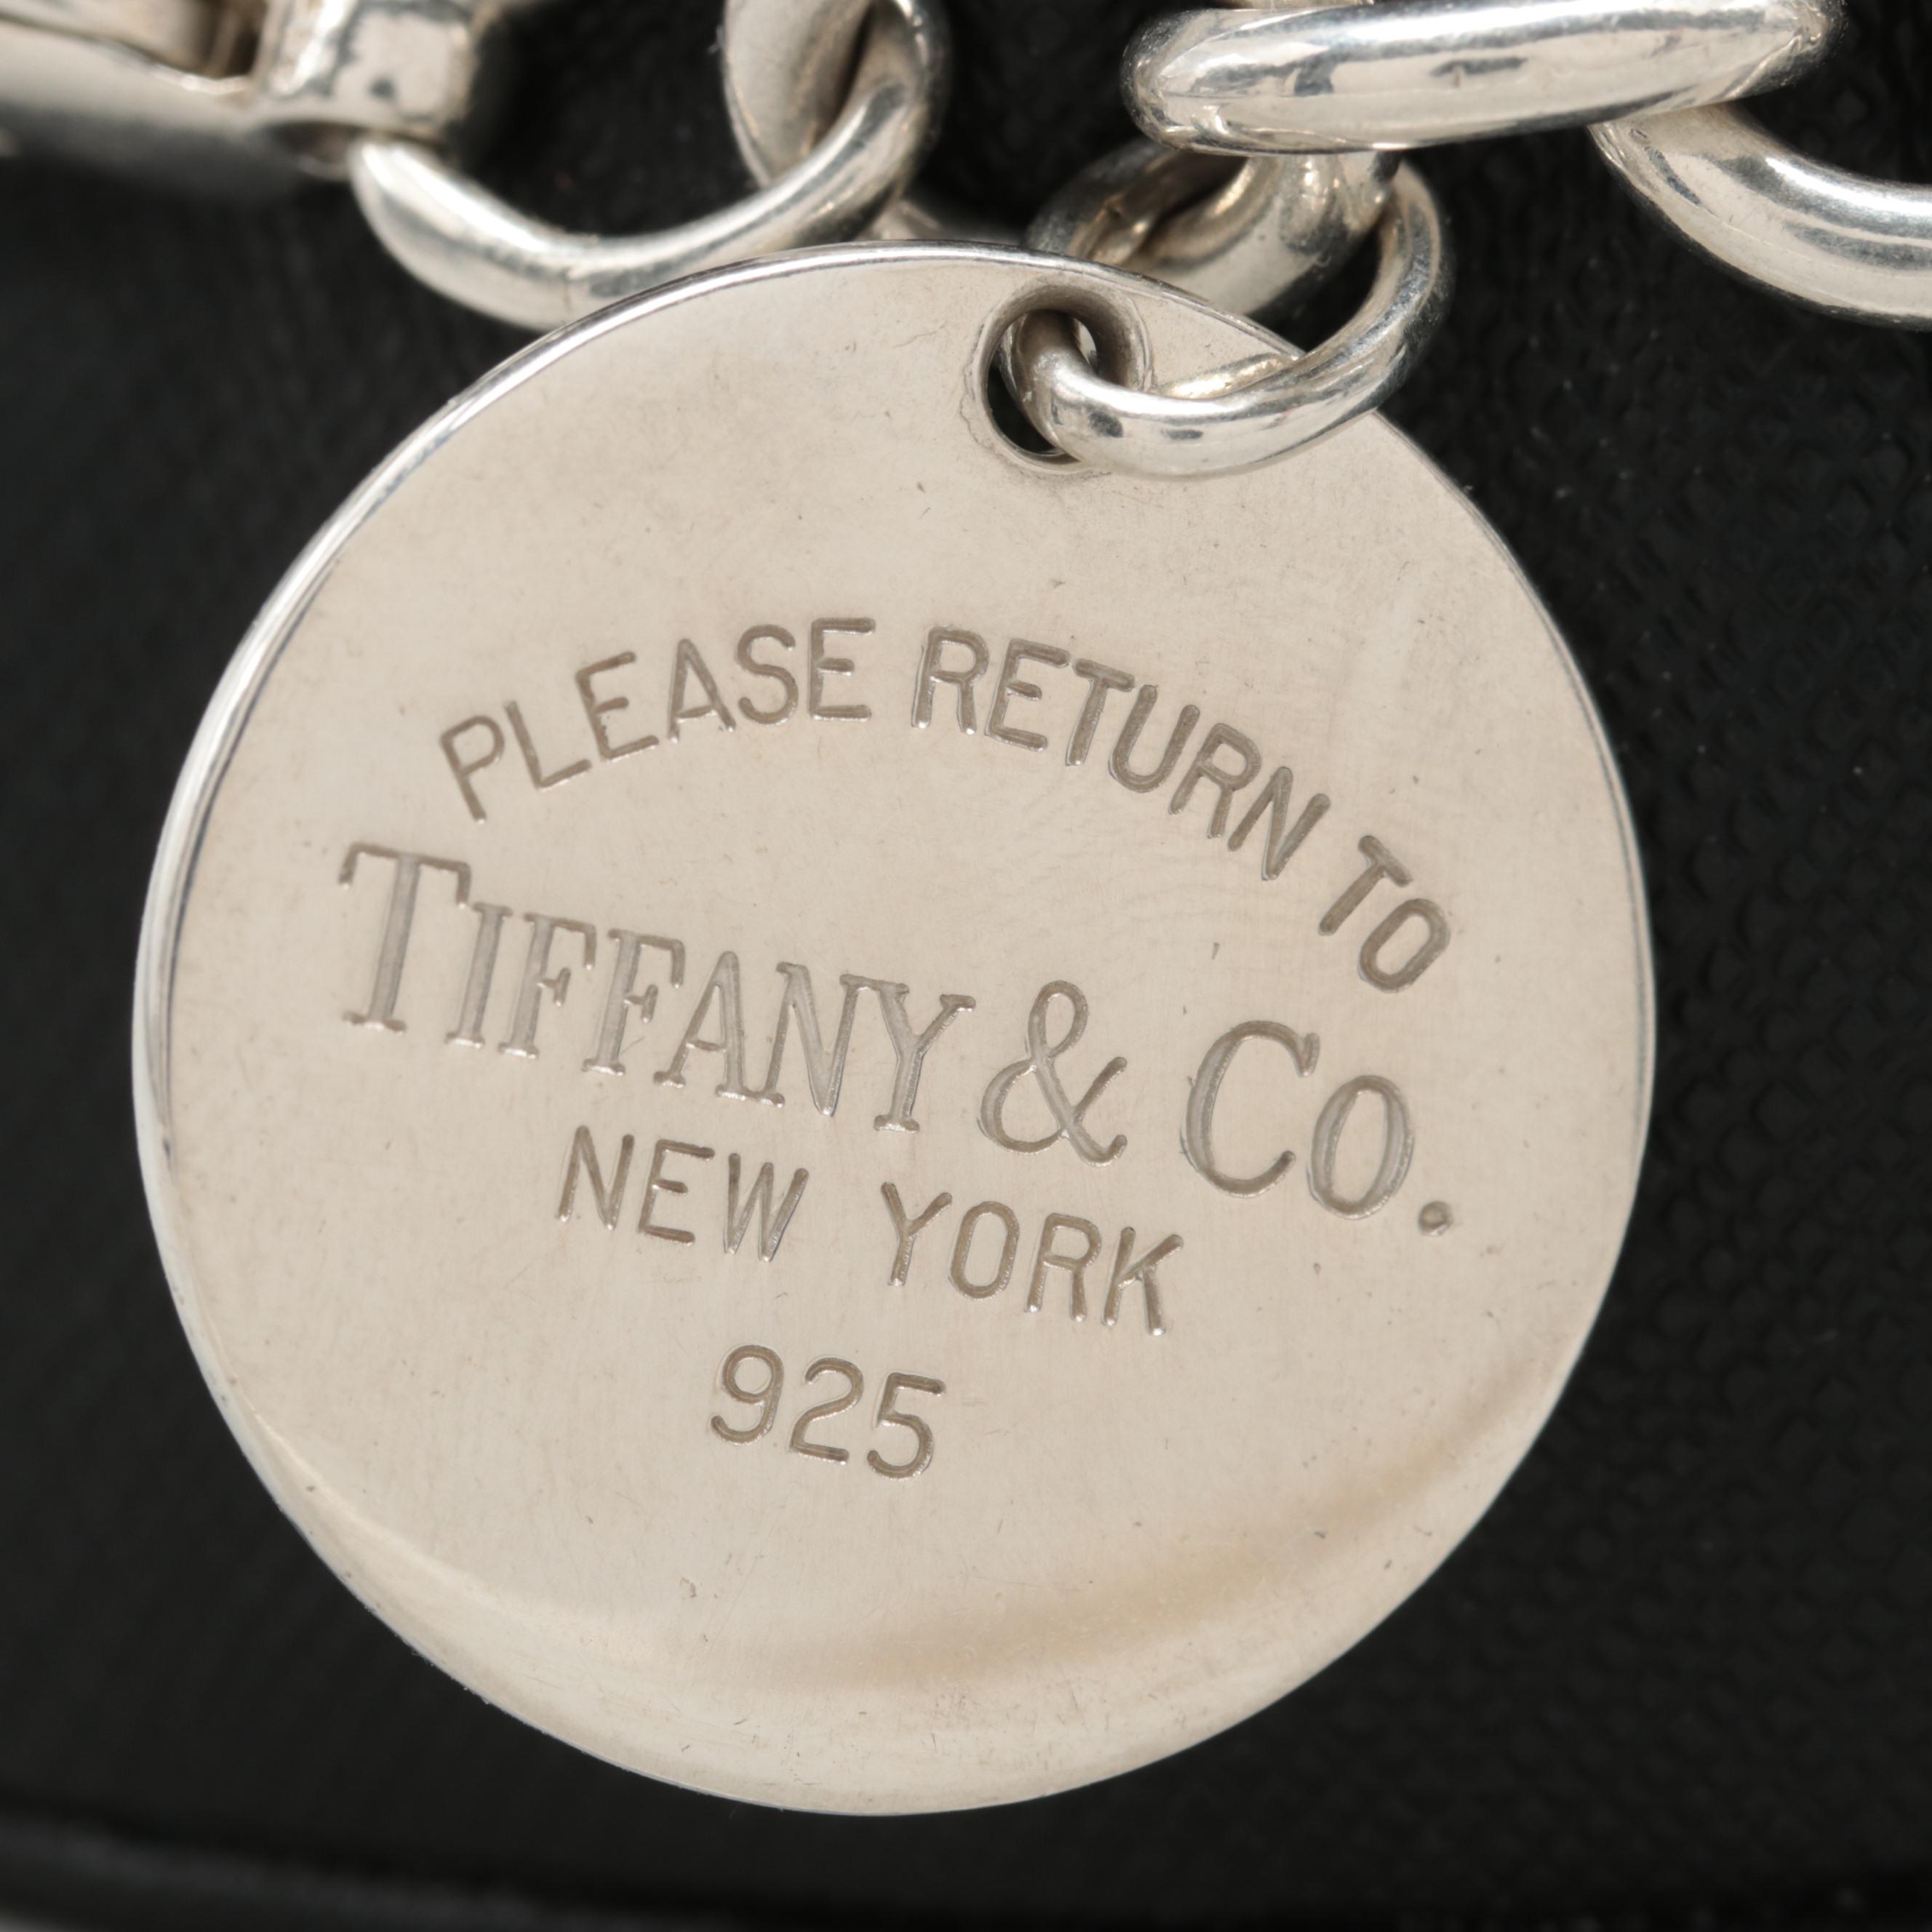 PLEASE RETURN TO
TIFFANY & CO.
NEW YORK
925